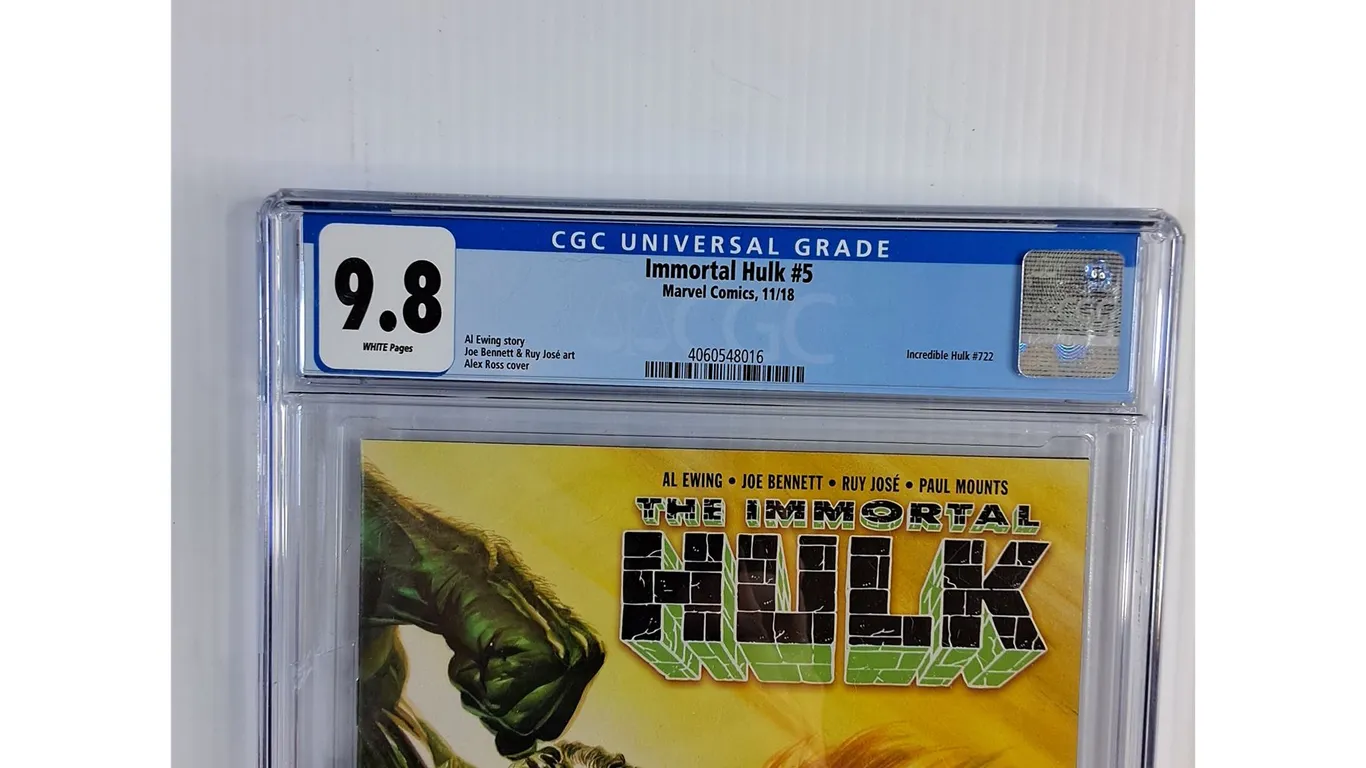 CGC UNIVERSAL GRADE
9.8
WHITE Pages
Immortal Hulk #5
Marvel Comics, 11/18
Al Ewing story
Joe Bennett & Ruy José art
Alex Ross cover
4060548016
Incredible Hulk #722
CGC
AL EWING • JOE BENNETT • RUY JOSÉ • PAUL MOUNTS
THE IMMORTAL
HULK